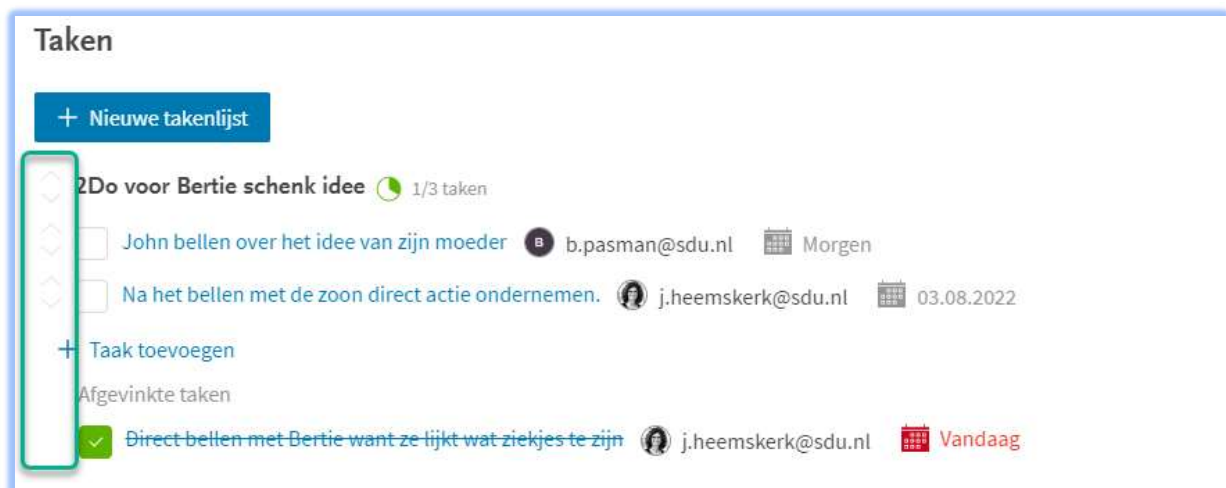 Taken
+ Nieuwe takenlijst
2Do voor Bertie schenk idee 1/3 taken
John bellen over het idee van zijn moeder B b.pasman@sdu.nl Morgen
Na het bellen met de zoon direct actie ondernemen. j.heemskerk@sdu.nl 03.08.2022
+ Taak toevoegen
Afgevinkte taken
Direct bellen met Bertie want ze lijkt wat ziekjes te zijn j.heemskerk@sdu.nl Vandaag